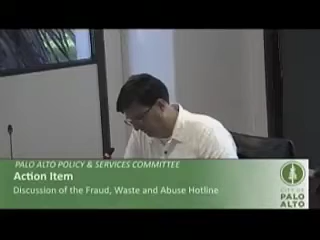 PALO ALTO POLICY & SERVICES COMMITTEE
Action Item
Discussion of the Fraud, Waste and Abuse Hotline
CITY OF
PALO
ALTO